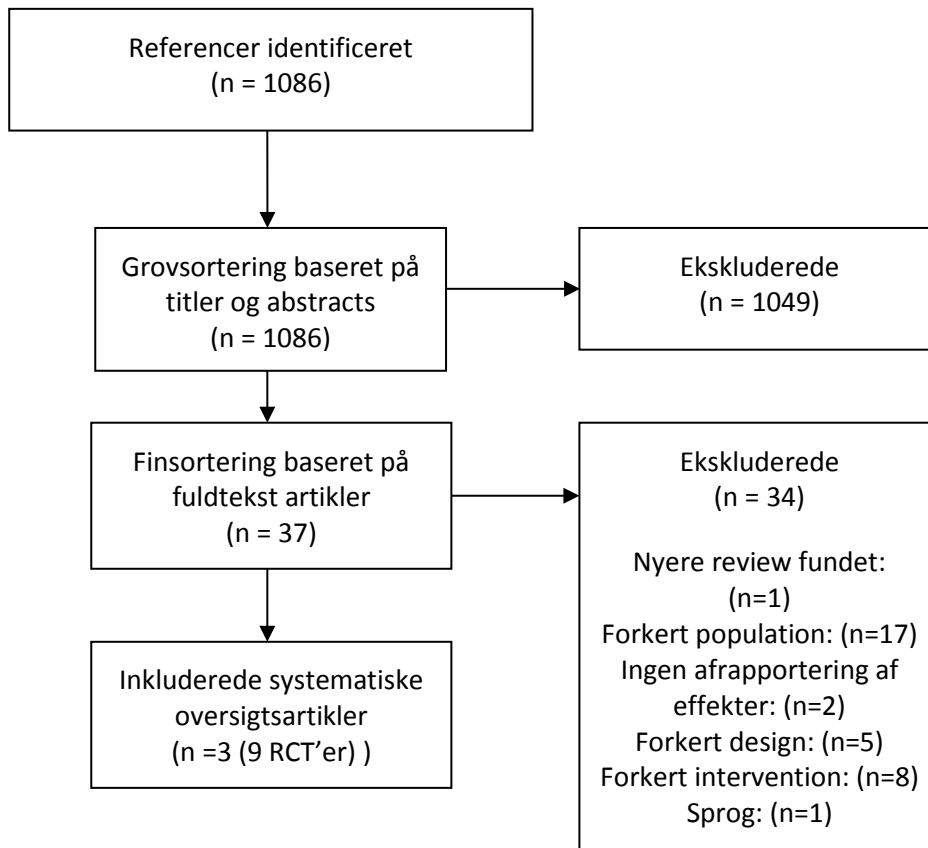 Referencer identificeret
(n = 1086)
Grovsortering baseret på
titler og abstracts
(n = 1086)
Ekskluderede
(n = 1049)
Finsortering baseret på
fuldtekst artikler
(n = 37)
Ekskluderede
(n = 34)
Nyere review fundet:
(n=1)
Forkert population: (n=17)
Ingen afrapportering af
effekter: (n=2)
Forkert design: (n=5)
Forkert intervention: (n=8)
Sprog: (n=1)
Inkluderede systematiske
oversigtsartikler
(n =3 (9 RCT’er) )